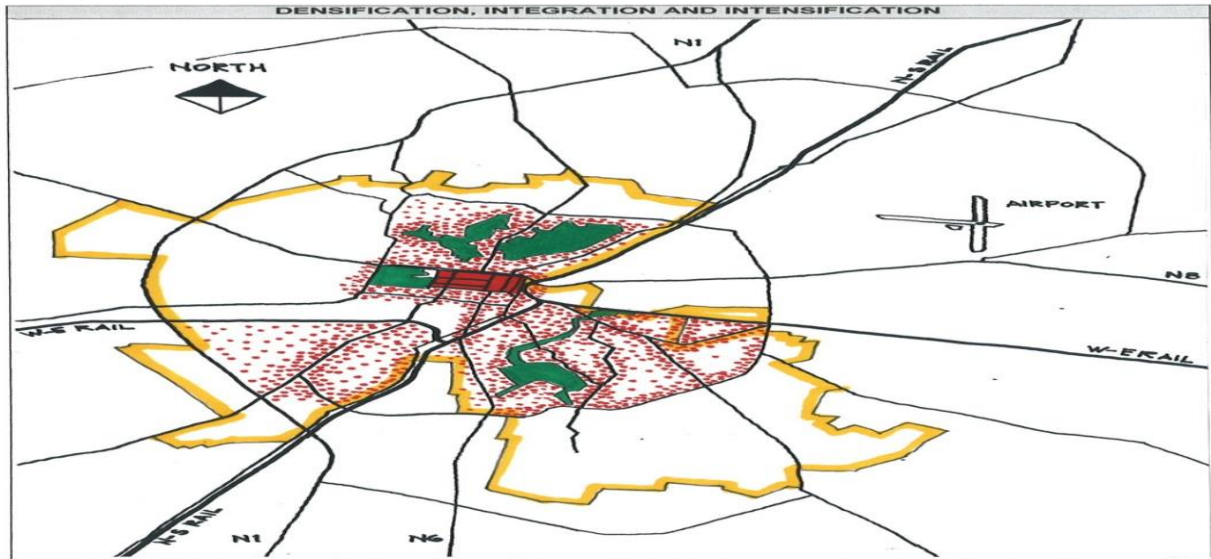 DENSIFICATION, INTEGRATION AND INTENSIFICATION
N1
NORTH
N-S RAIL
AIRPORT
N8
W-E RAIL
W-E RAIL
N-S RAIL
N1
N6